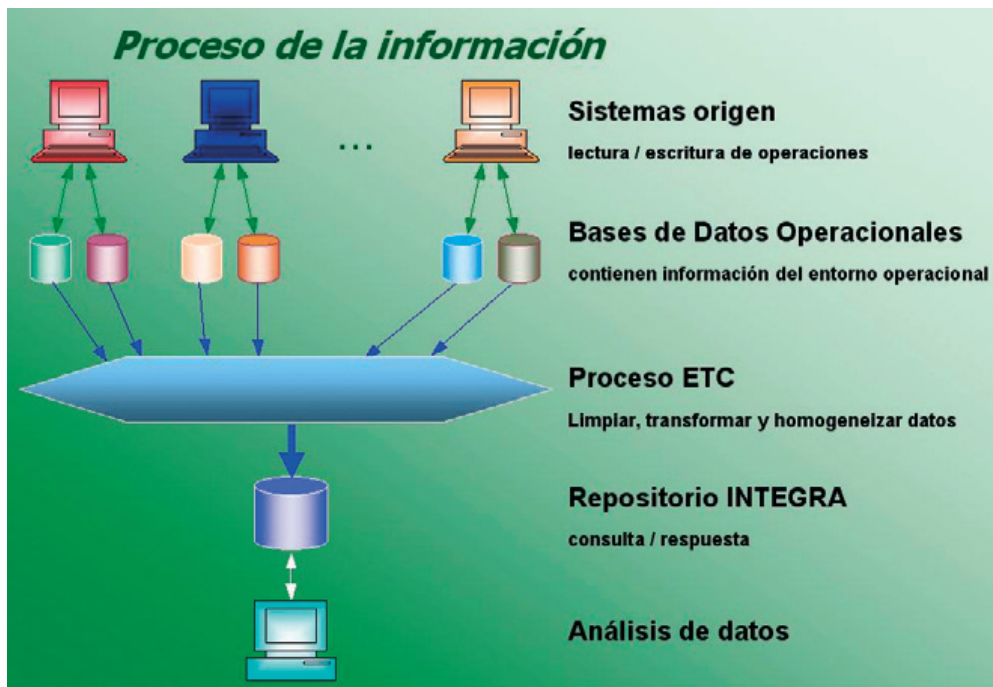 Proceso de la información
Sistemas origen
lectura / escritura de operaciones
...
Bases de Datos Operacionales
contienen información del entorno operacional
Proceso ETC
Limpiar, transformar y homogeneizar datos
Repositorio INTEGRA
consulta / respuesta
Análisis de datos